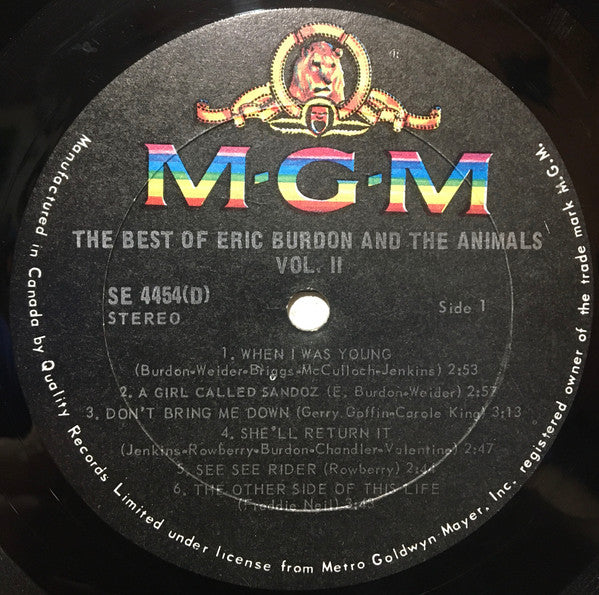 M-G-M
THE BEST OF ERIC BURDON AND THE ANIMALS
VOL. II
SE 4454(D)
STEREO
Side 1
1. WHEN I WAS YOUNG
(Burdon-Weider-Briggs-McCulloch-Jenkins) 2:53
2. A GIRL CALLED SANDOZ (E. Burdon-Weider) 2:57
3. DON'T BRING ME DOWN (Gerry Goffin-Carole King) 3:13
4. SHE'LL RETURN IT
(Jenkins-Rowberry-Burdon-Chandler-Valentine) 2:47
5. SEE SEE RIDER (Rowberry)
6. THE OTHER SIDE OF THIS LIFE
(Freddie Neil)
Manufactured in Canada by Quality Records Limited under license from Metro Goldwyn Mayer, Inc. registered owner of the trade mark M.G.M.